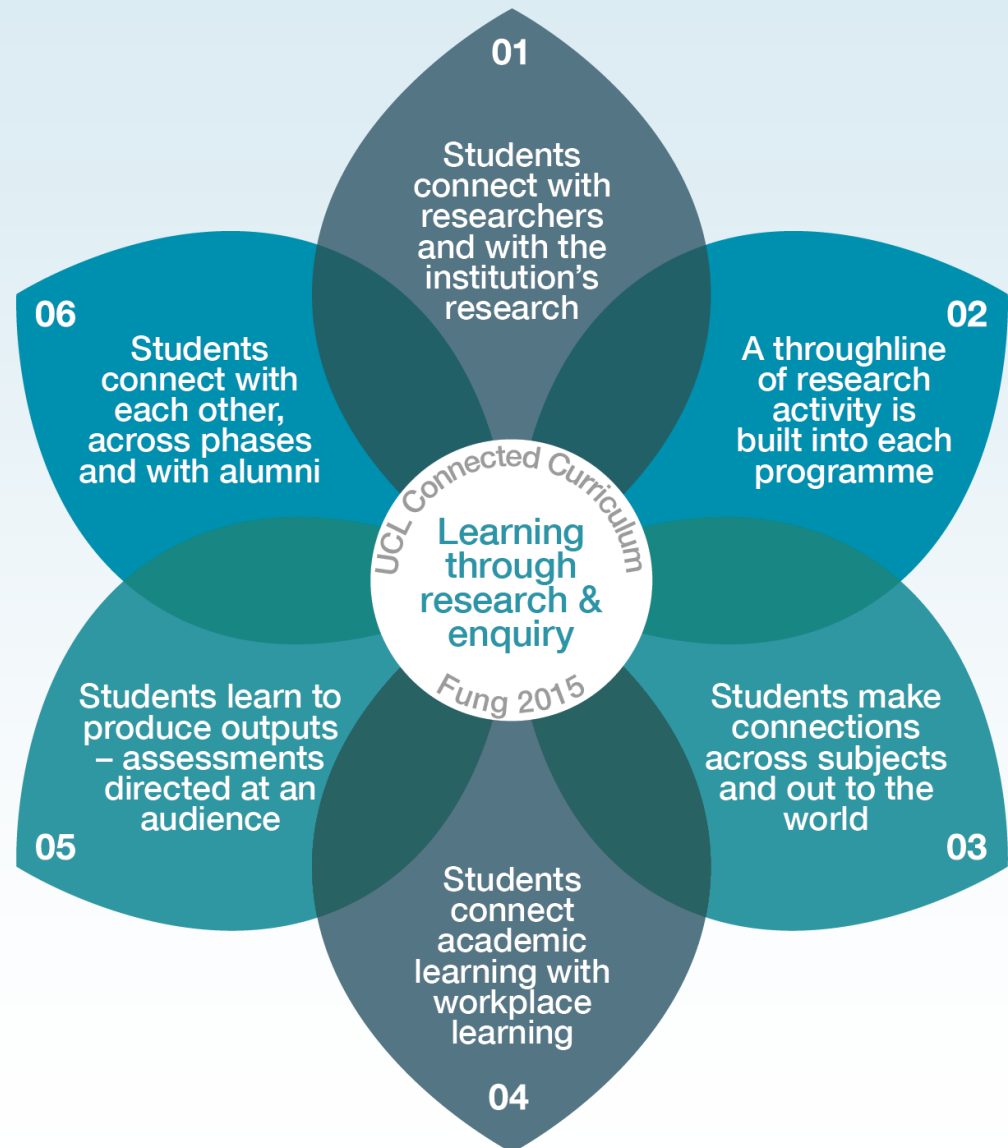 01
Students
connect with
researchers
and with the
institution’s
research
02
A throughline
of research
activity is
built into each
programme
03
Students make
connections
across subjects
and out to the
world
04
Students
connect
academic
learning with
workplace
learning
05
Students learn to
produce outputs
– assessments
directed at an
audience
06
Students
connect with
each other,
across phases
and with alumni
UCL Connected Curriculum
Learning
through
research &
enquiry
Fung 2015